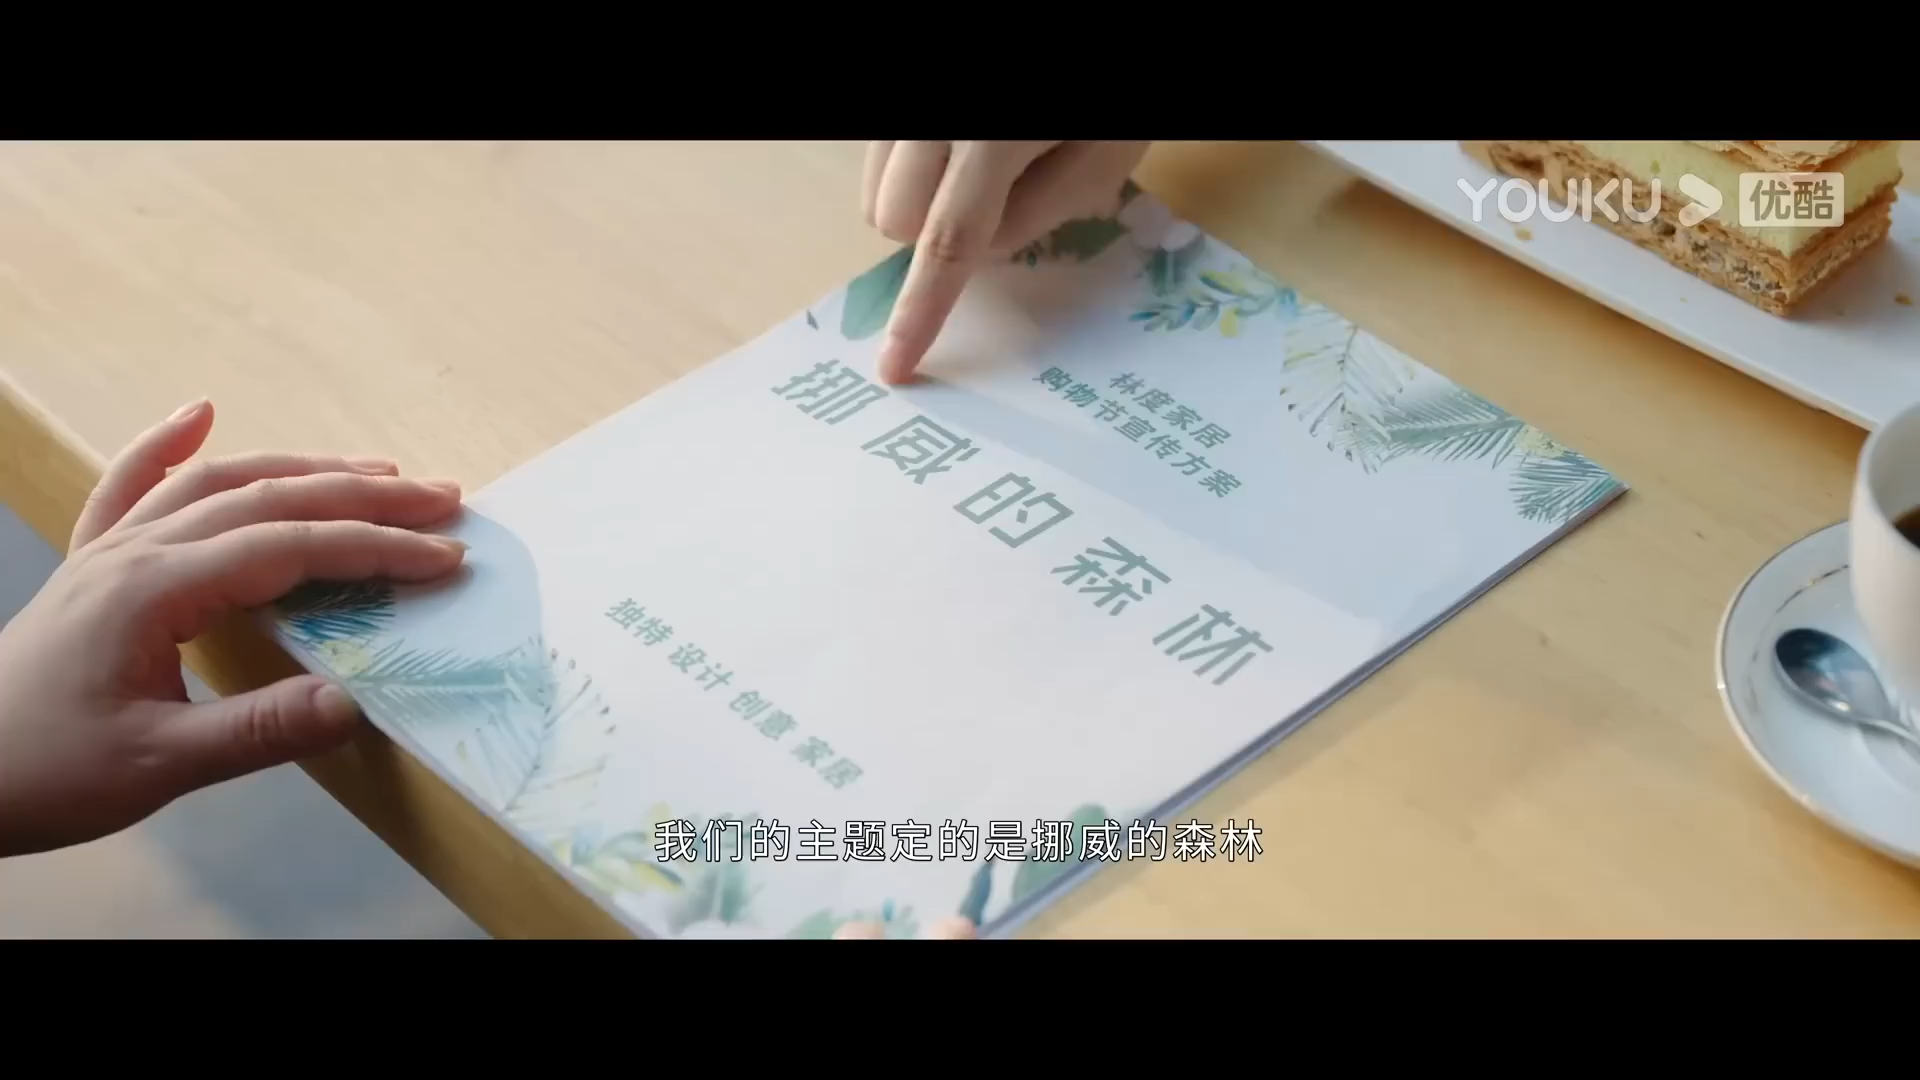 YOUKU 优酷
林度家居
购物节宣传方案
挪威的森林
独特 设计 创意 家居
我们的主题定的是挪威的森林